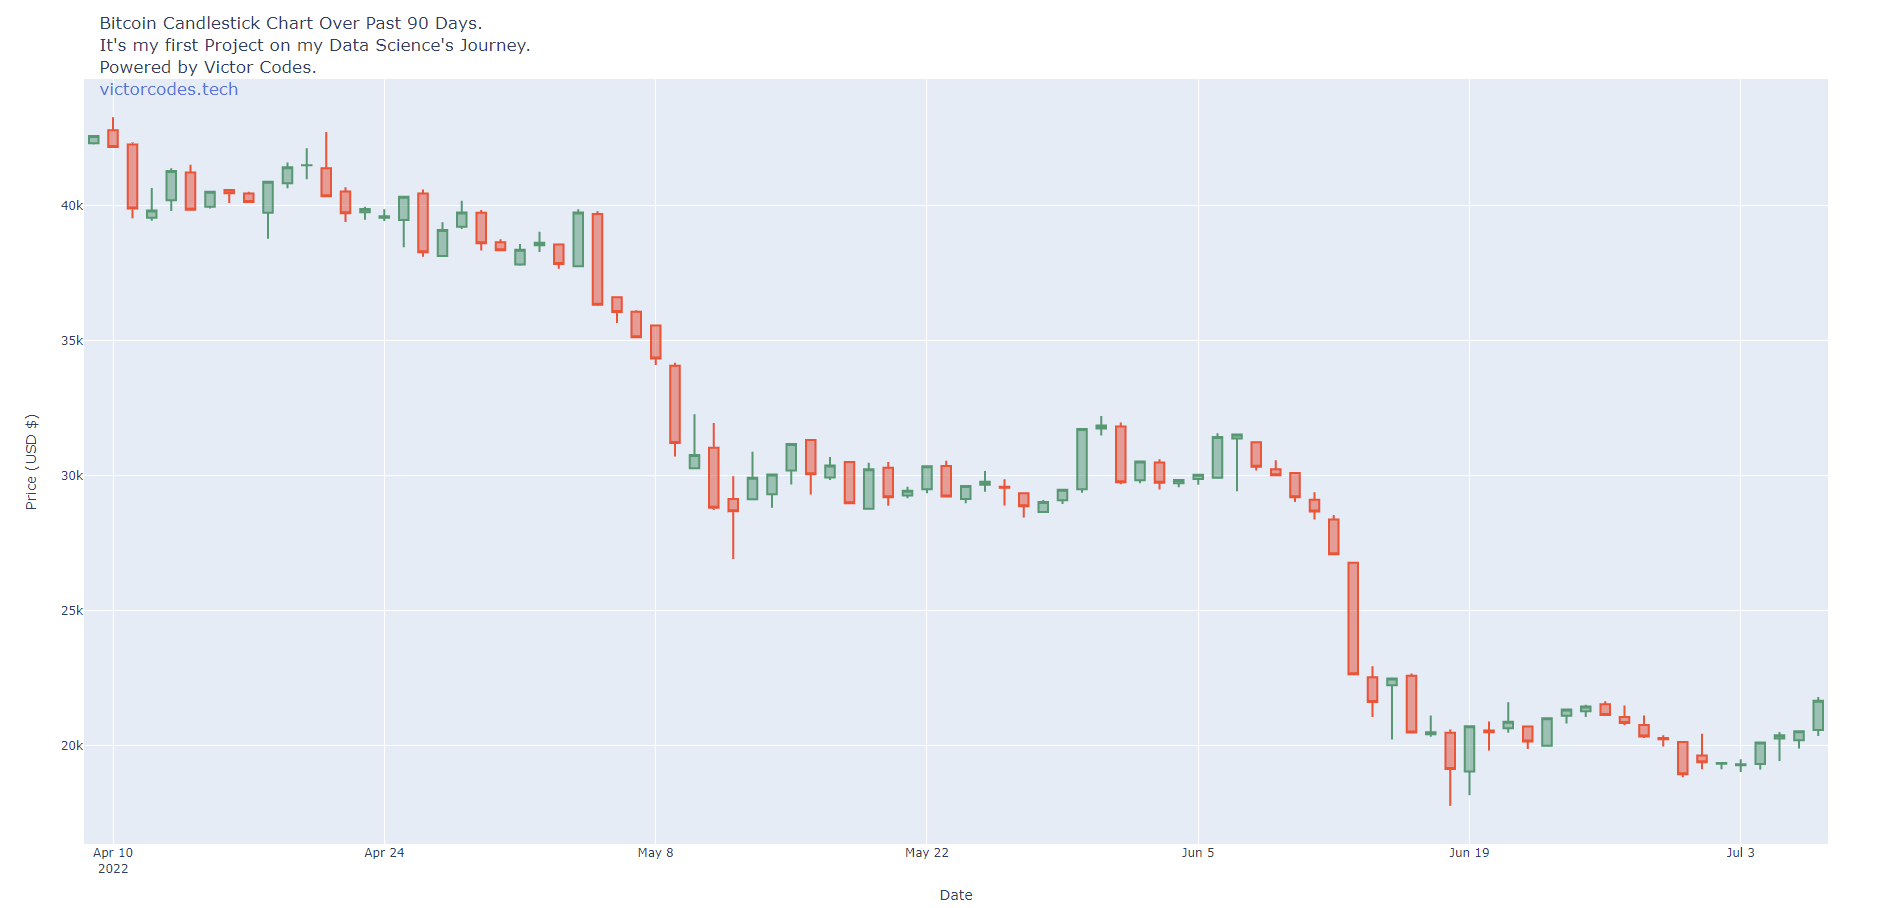 Bitcoin Candlestick Chart Over Past 90 Days.
It's my first Project on my Data Science's Journey.
Powered by Victor Codes.
victorcodes.tech
40k
35k
30k
25k
20k
Price (USD $)
Apr 10
2022
Apr 24
May 8
May 22
Jun 5
Jun 19
Jul 3
Date